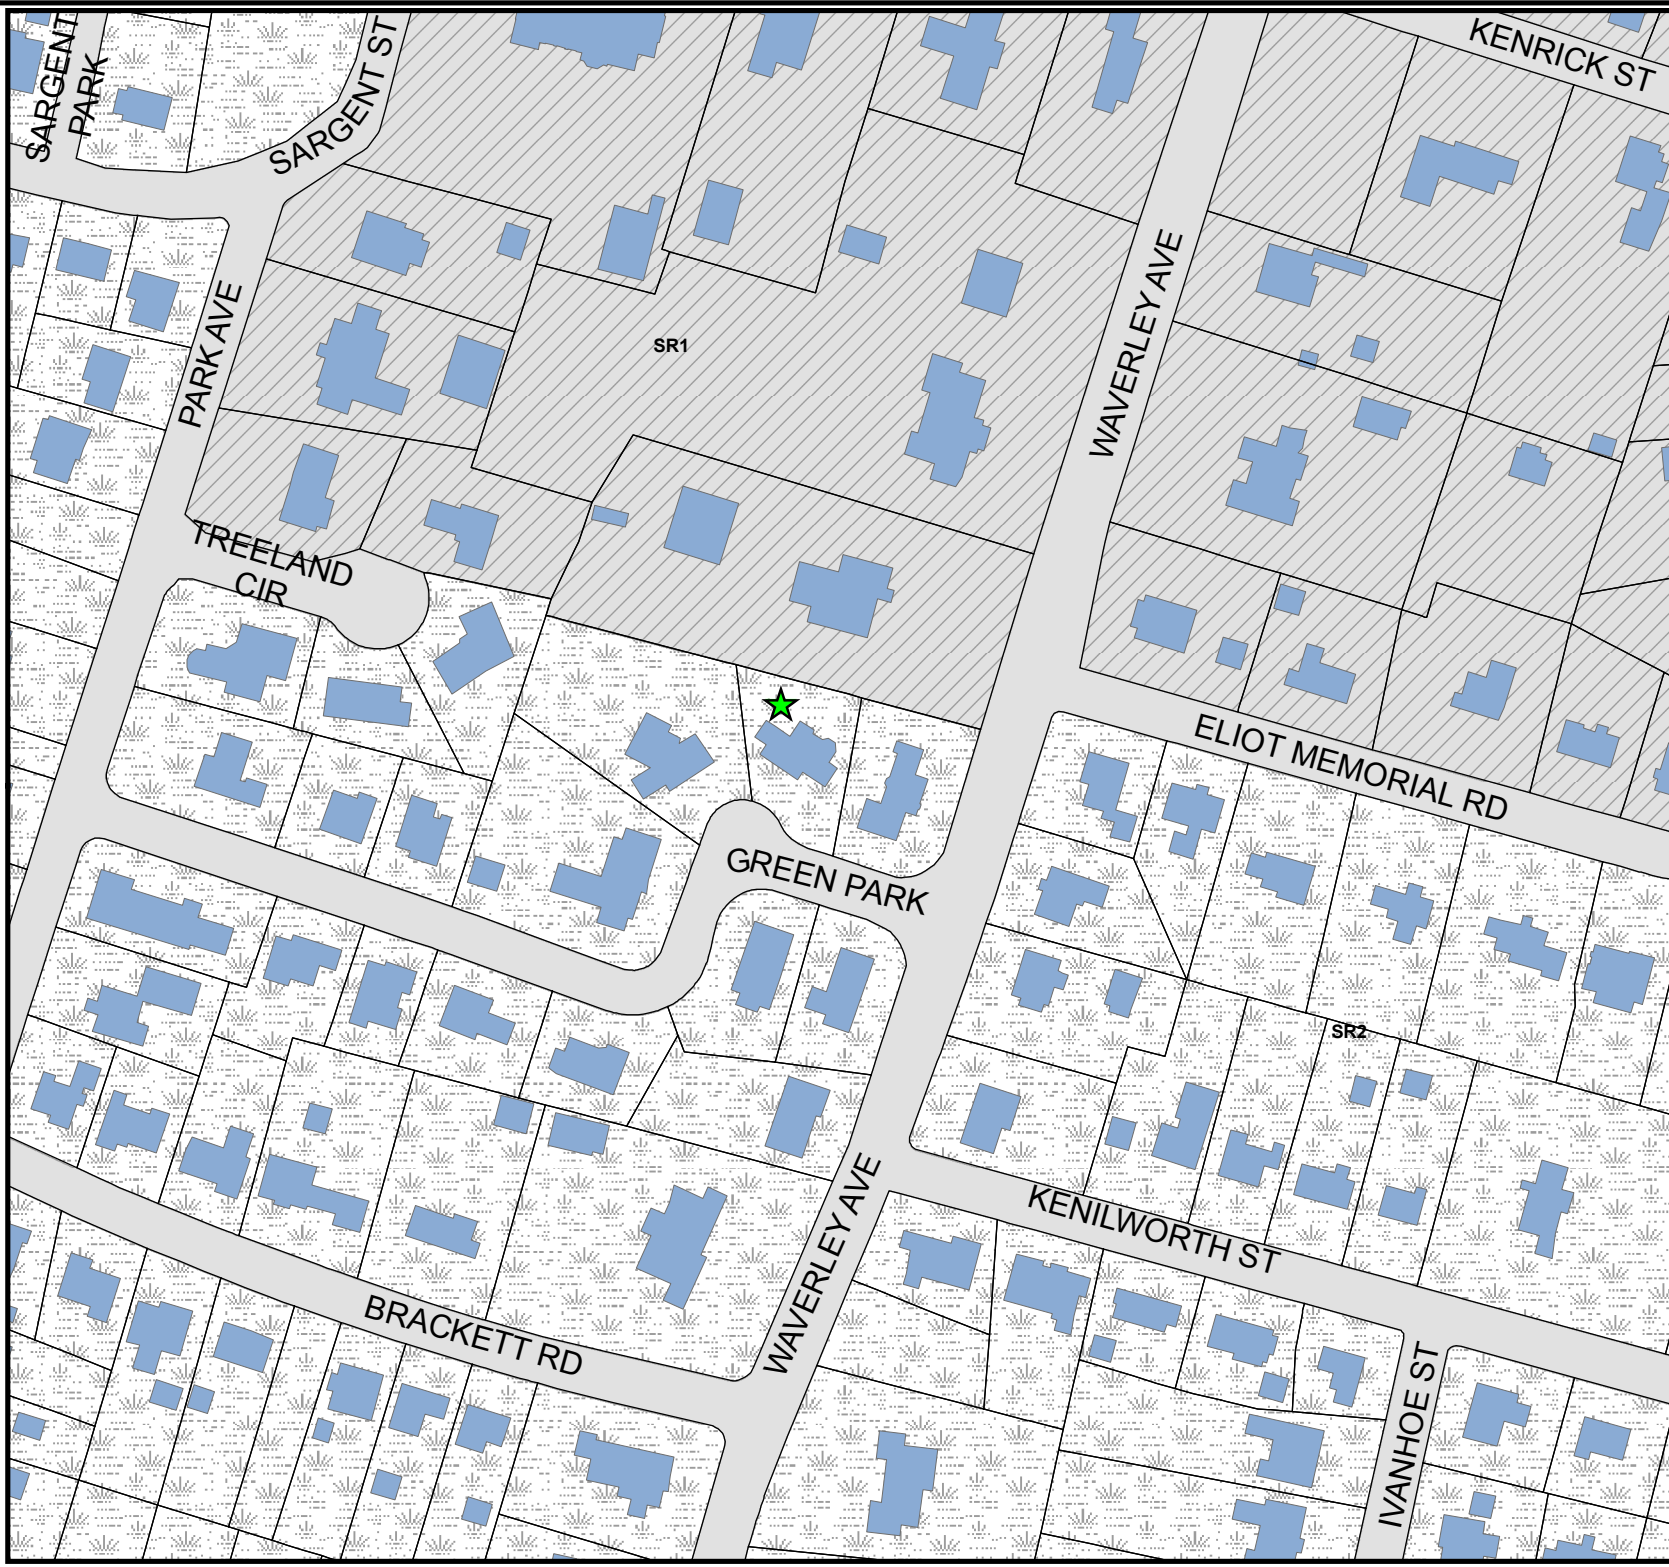 SARGENT
PARK
SARGENT ST
KENRICK ST
WAVERLEY AVE
PARK AVE
SR1
TREELAND
CIR
ELIOT MEMORIAL RD
GREEN PARK
SR2
WAVERLEY AVE
KENILWORTH ST
BRACKETT RD
IVANHOE ST